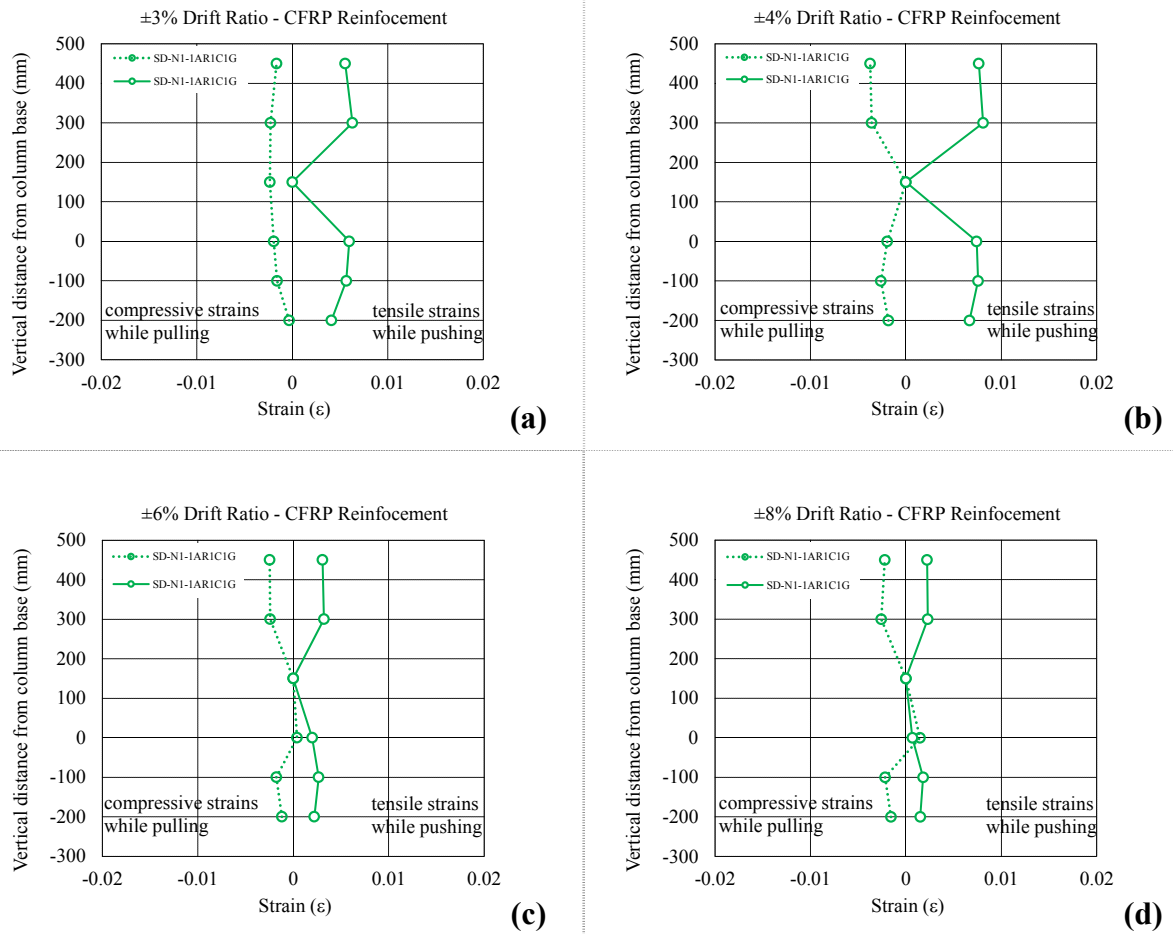 ±3% Drift Ratio - CFRP Reinfocement
500
400
300
200
100
0
-100
-200
-300
Vertical distance from column base (mm)
SD-N1-1AR1C1G
SD-N1-1AR1C1G
compressive strains
while pulling
tensile strains
while pushing
-0.02
-0.01
0
0.01
0.02
Strain (ε)
(a)
±4% Drift Ratio - CFRP Reinfocement
500
400
300
200
100
0
-100
-200
-300
Vertical distance from column base (mm)
SD-N1-1AR1C1G
SD-N1-1AR1C1G
compressive strains
while pulling
tensile strains
while pushing
-0.02
-0.01
0
0.01
0.02
Strain (ε)
(b)
±6% Drift Ratio - CFRP Reinfocement
500
400
300
200
100
0
-100
-200
-300
Vertical distance from column base (mm)
SD-N1-1AR1C1G
SD-N1-1AR1C1G
compressive strains
while pulling
tensile strains
while pushing
-0.02
-0.01
0
0.01
0.02
Strain (ε)
(c)
±8% Drift Ratio - CFRP Reinfocement
500
400
300
200
100
0
-100
-200
-300
Vertical distance from column base (mm)
SD-N1-1AR1C1G
SD-N1-1AR1C1G
compressive strains
while pulling
tensile strains
while pushing
-0.02
-0.01
0
0.01
0.02
Strain (ε)
(d)